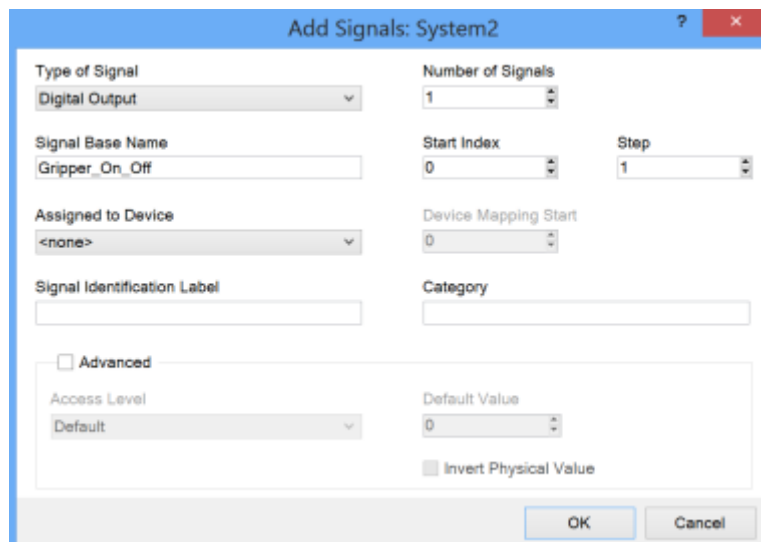 Add Signals: System2
?
×
Type of Signal
Number of Signals
Digital Output
1
Signal Base Name
Start Index
Step
Gripper_On_Off
0
1
Assigned to Device
Device Mapping Start
<none>
0
Signal Identification Label
Category
Advanced
Access Level
Default Value
Default
0
Invert Physical Value
OK
Cancel